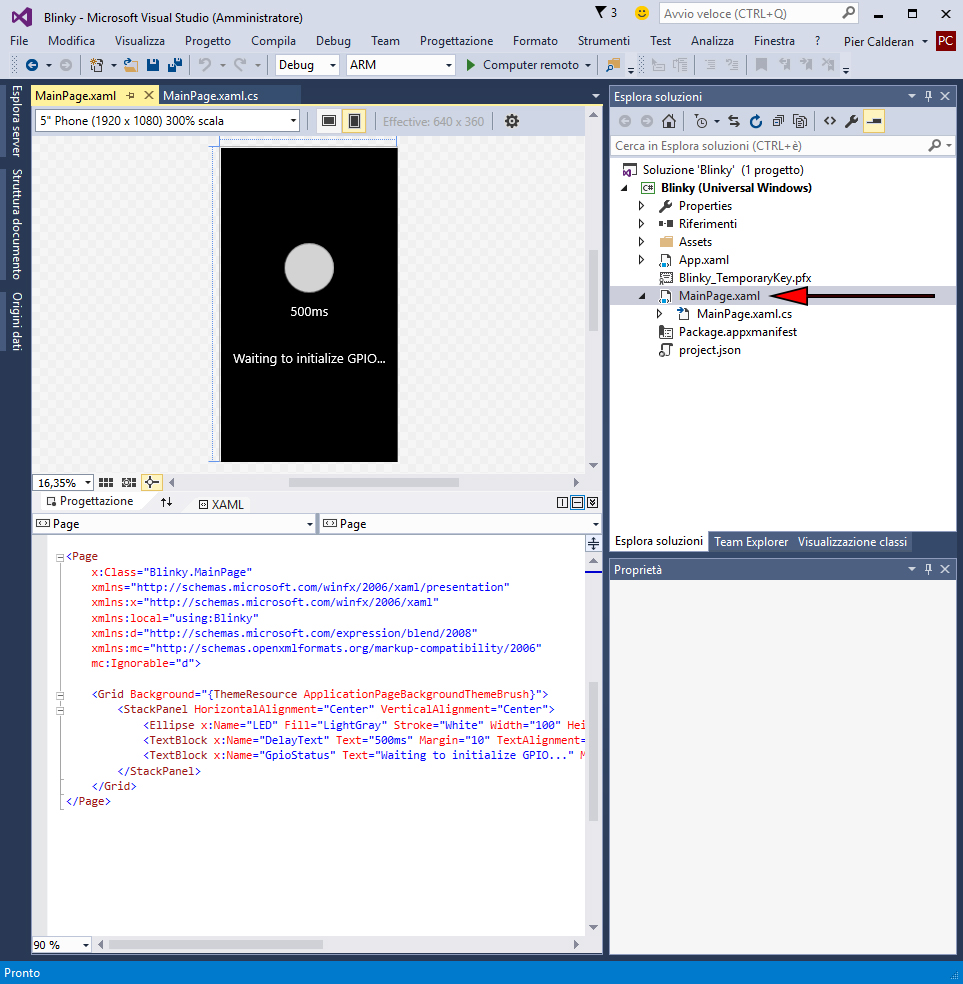 Blinky - Microsoft Visual Studio (Amministratore)
3
Avvio veloce (CTRL+Q)
File Modifica Visualizza Progetto Compila Debug Team Progettazione Formato Strumenti Test Analizza Finestra ? Pier Calderan PC
Debug ARM Computer remoto
Esplora server
Struttura documento
Origini dati
MainPage.xaml MainPage.xaml.cs
5" Phone (1920 x 1080) 300% scala Effective: 640 x 360
500ms
Waiting to initialize GPIO...
16,35%
Progettazione XAML
Page Page
<Page
x:Class="Blinky.MainPage"
xmlns="http://schemas.microsoft.com/winfx/2006/xaml/presentation"
xmlns:x="http://schemas.microsoft.com/winfx/2006/xaml"
xmlns:local="using:Blinky"
xmlns:d="http://schemas.microsoft.com/expression/blend/2008"
xmlns:mc="http://schemas.openxmlformats.org/markup-compatibility/2006"
mc:Ignorable="d">
<Grid Background="{ThemeResource ApplicationPageBackgroundThemeBrush}">
<StackPanel HorizontalAlignment="Center" VerticalAlignment="Center">
<Ellipse x:Name="LED" Fill="LightGray" Stroke="White" Width="100" Hei
<TextBlock x:Name="DelayText" Text="500ms" Margin="10" TextAlignment=
<TextBlock x:Name="GpioStatus" Text="Waiting to initialize GPIO..." M
</StackPanel>
</Grid>
</Page>
90 %
Esplora soluzioni
Cerca in Esplora soluzioni (CTRL+è)
Soluzione 'Blinky' (1 progetto)
C# Blinky (Universal Windows)
Properties
Riferimenti
Assets
App.xaml
Blinky_TemporaryKey.pfx
MainPage.xaml
MainPage.xaml.cs
Package.appxmanifest
project.json
Esplora soluzioni Team Explorer Visualizzazione classi
Proprietà
Pronto